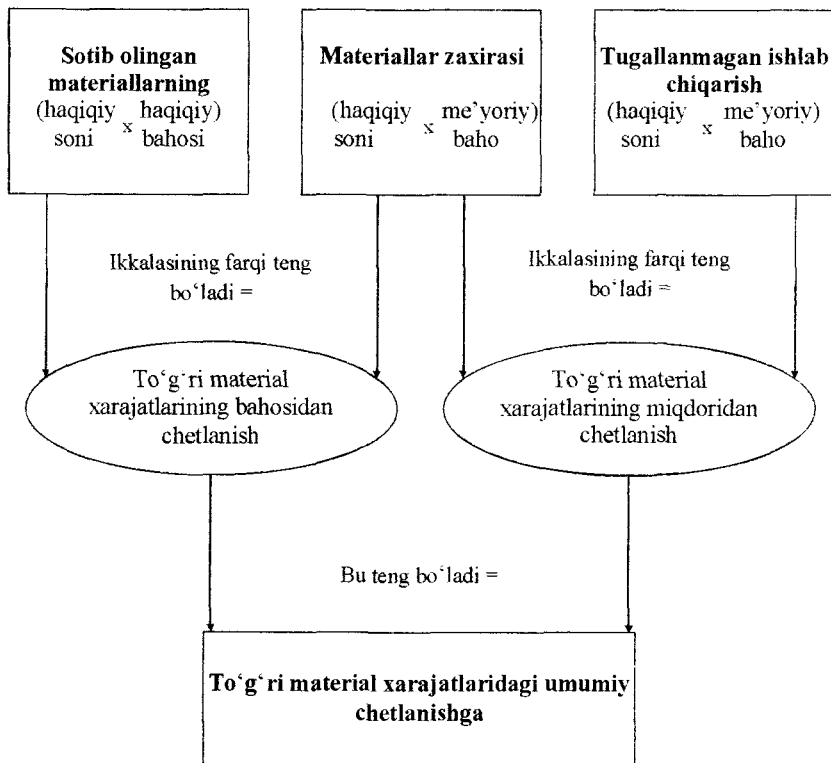 Sotib olingan
materiallarning
(haqiqiy x haqiqiy)
soni bahosi
Materiallar zaxirasi
(haqiqiy x me’yoriy)
soni baho
Tugallanmagan ishlab
chiqarish
(haqiqiy x me’yoriy)
soni baho
Ikkalasining farqi teng
bo‘ladi =
Ikkalasining farqi teng
bo‘ladi =
To‘g‘ri material
xarajatlarining bahosidan
chetlanish
To‘g‘ri material
xarajatlarining miqdoridan
chetlanish
Bu teng bo‘ladi =
To‘g‘ri material xarajatlaridagi umumiy
chetlanishga